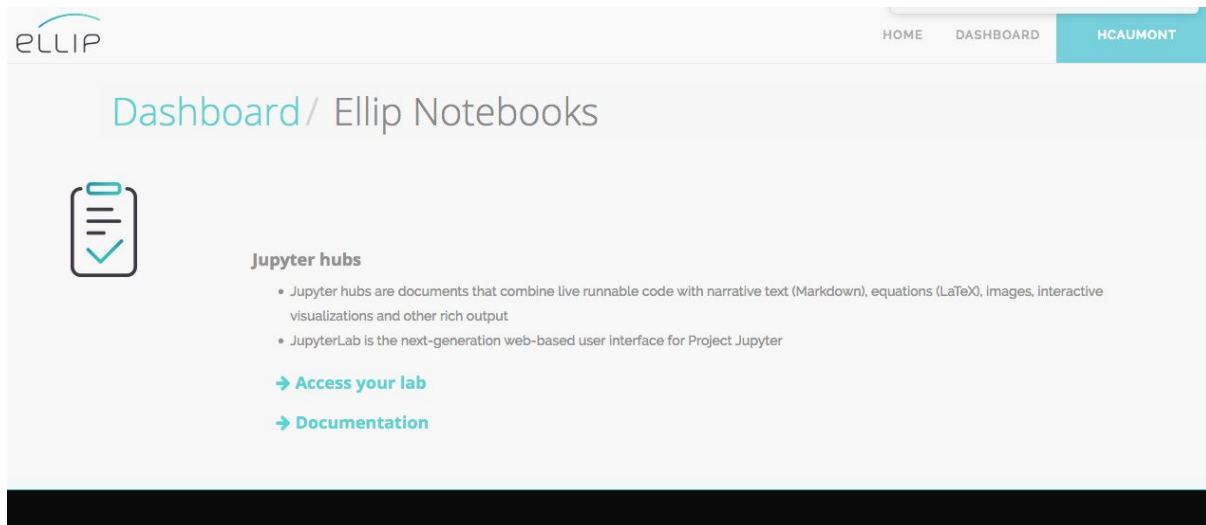 ELLIP
HOME DASHBOARD HCAUMONT
Dashboard/ Ellip Notebooks
Jupyter hubs
• Jupyter hubs are documents that combine live runnable code with narrative text (Markdown), equations (LaTeX), images, interactive
visualizations and other rich output
• JupyterLab is the next-generation web-based user interface for Project Jupyter
→ Access your lab
→ Documentation